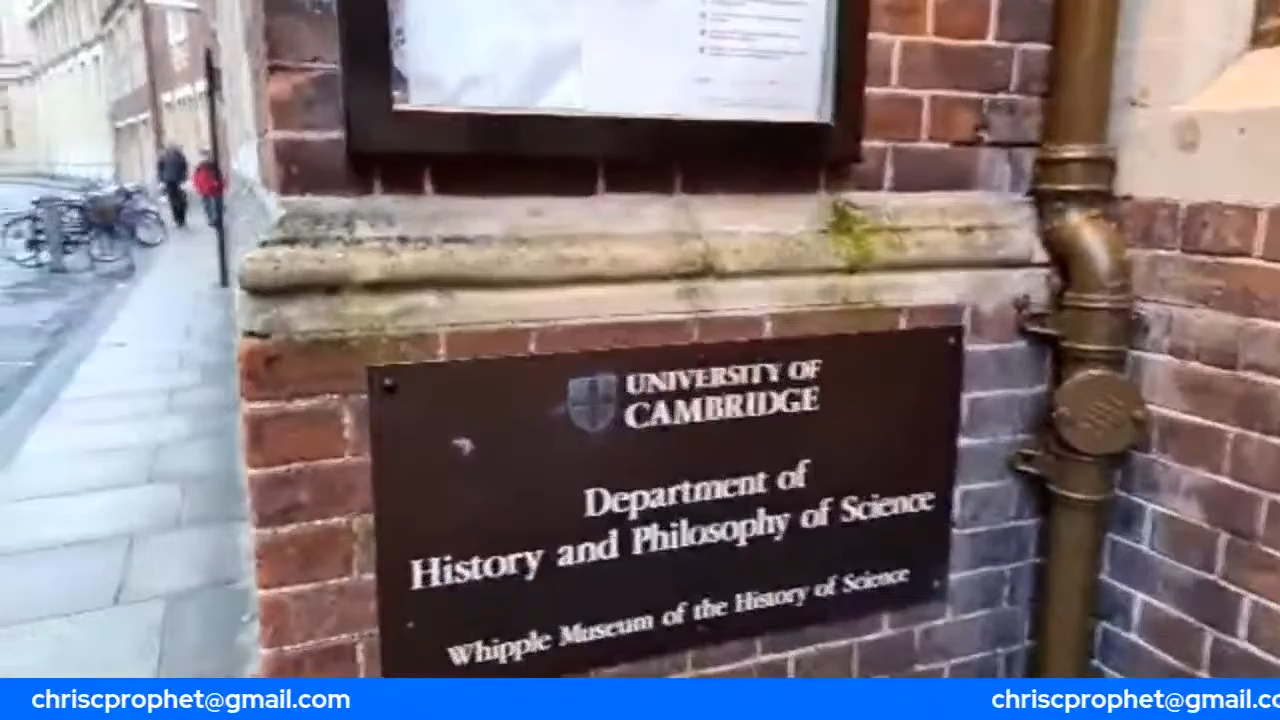 UNIVERSITY OF
CAMBRIDGE
Department of
History and Philosophy of Science
Whipple Museum of the History of Science
chriscprophet@gmail.com
chriscprophet@gmail.co